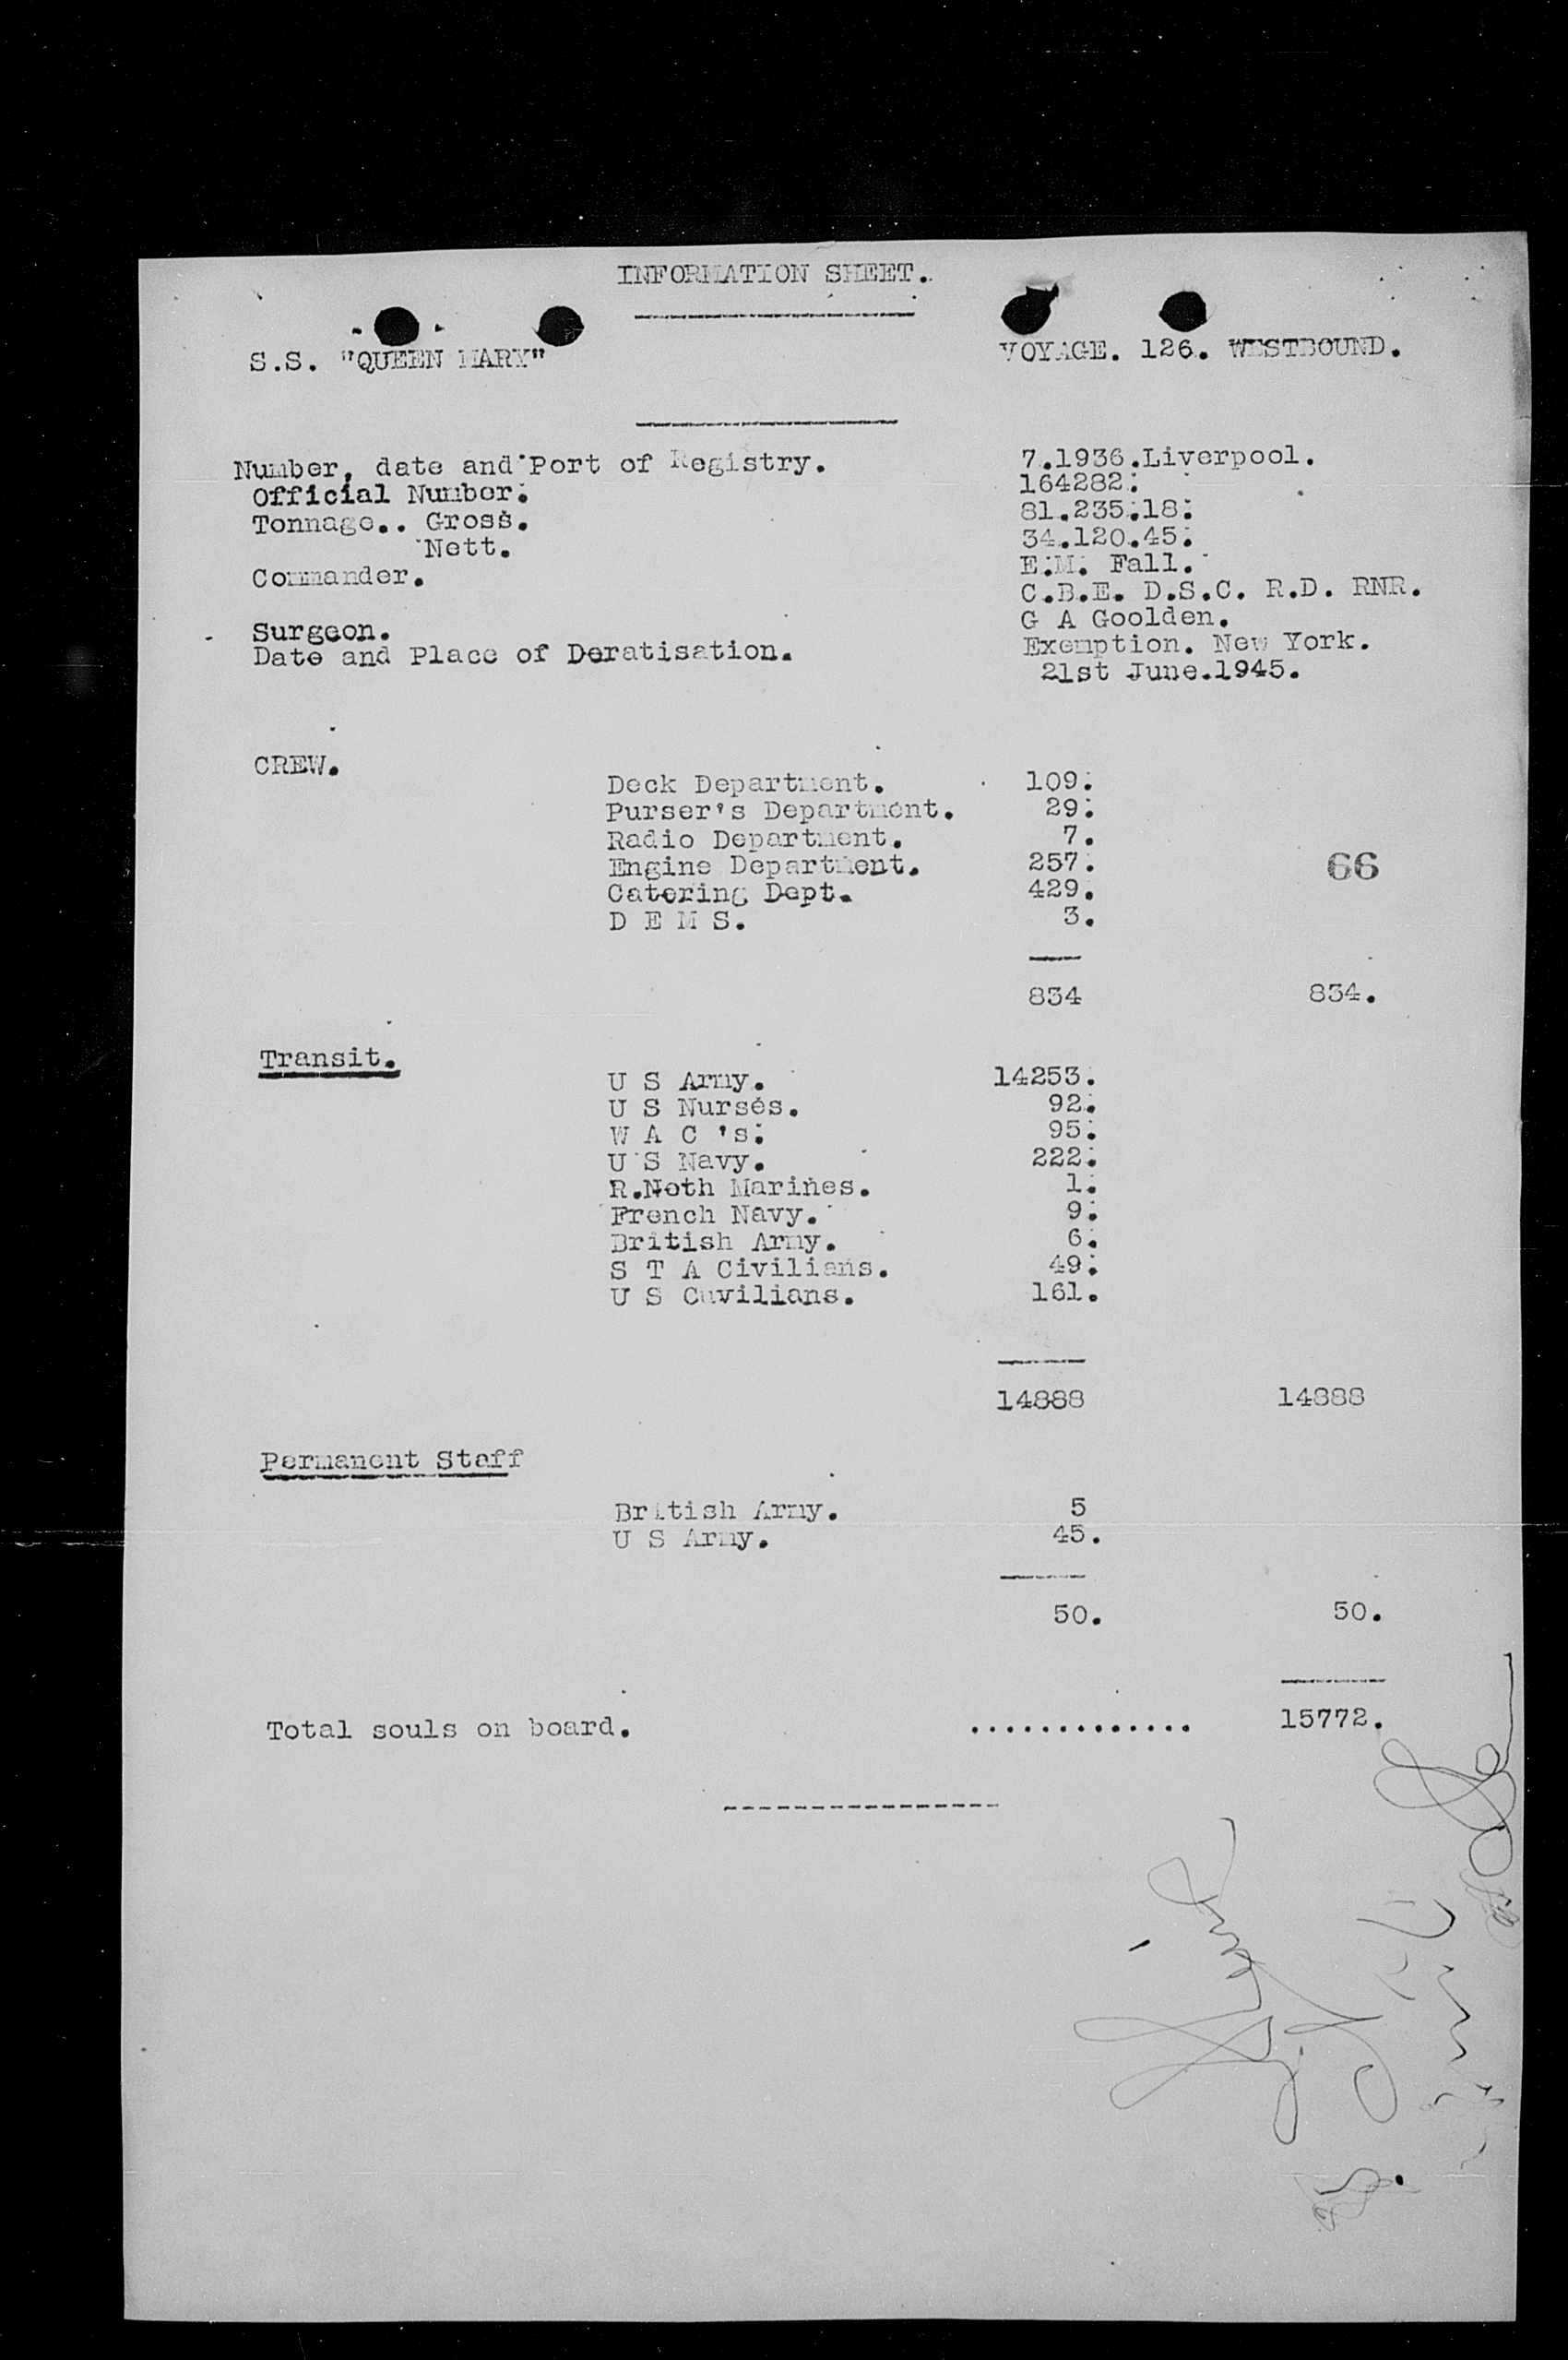 INFORMATION SHEET.
S.S. "QUEEN MARY" VOYAGE. 126. WESTBOUND.
Number, date and Port of Registry. 7.1936.Liverpool.
Official Number. 164282.
Tonnage.. Gross. 81.235.18.
Nett. 34.120.45.
Commander. E.M. Fall.
C.B.E. D.S.C. R.D. RNR.
Surgeon. G A Goolden.
Date and Place of Deratisation. Exemption. New York.
21st June.1945.
CREW.
Deck Department. 109.
Purser's Department. 29.
Radio Department. 7.
Engine Department. 257. 66
Catering Dept. 429.
D E M S. 3.
834 834.
Transit.
U S Army. 14253.
U S Nurses. 92.
W A C 's. 95.
U S Navy. 222.
R.Neth Marines. 1.
French Navy. 9.
British Army. 6.
S T A Civilians. 49.
U S Cuvilians. 161.
14888 14888
Permanent Staff
British Army. 5
U S Army. 45.
50. 50.
Total souls on board. ............. 15772.